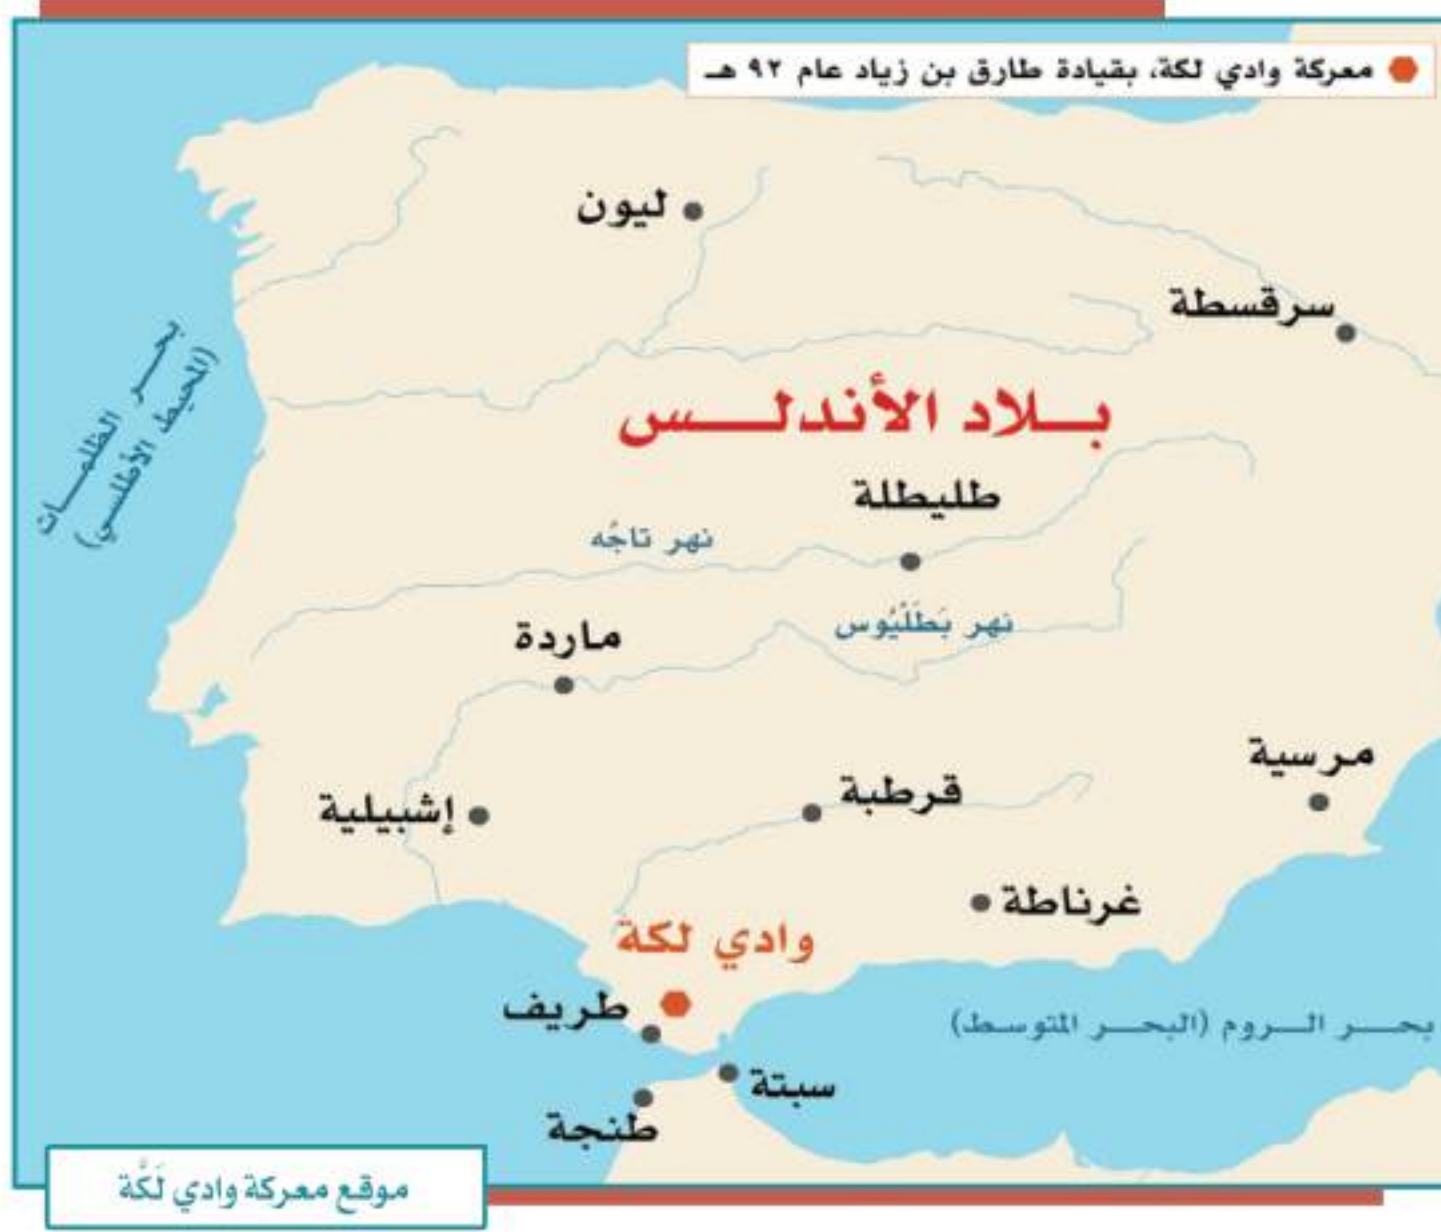 معركة وادي لكة، بقيادة طارق بن زياد عام ٩٢ هـ
ليون
سرقسطة
بحر الظلمات
(المحيط الأطلسي)
بلاد الأندلس
طليطلة
نهر تاجُه
نهر بَطَلْيُوس
ماردة
مرسية
قرطبة
إشبيلية
غرناطة
وادي لكة
طريف
بحر الروم (البحر المتوسط)
سبتة
طنجة
موقع معركة وادي لَكَّة